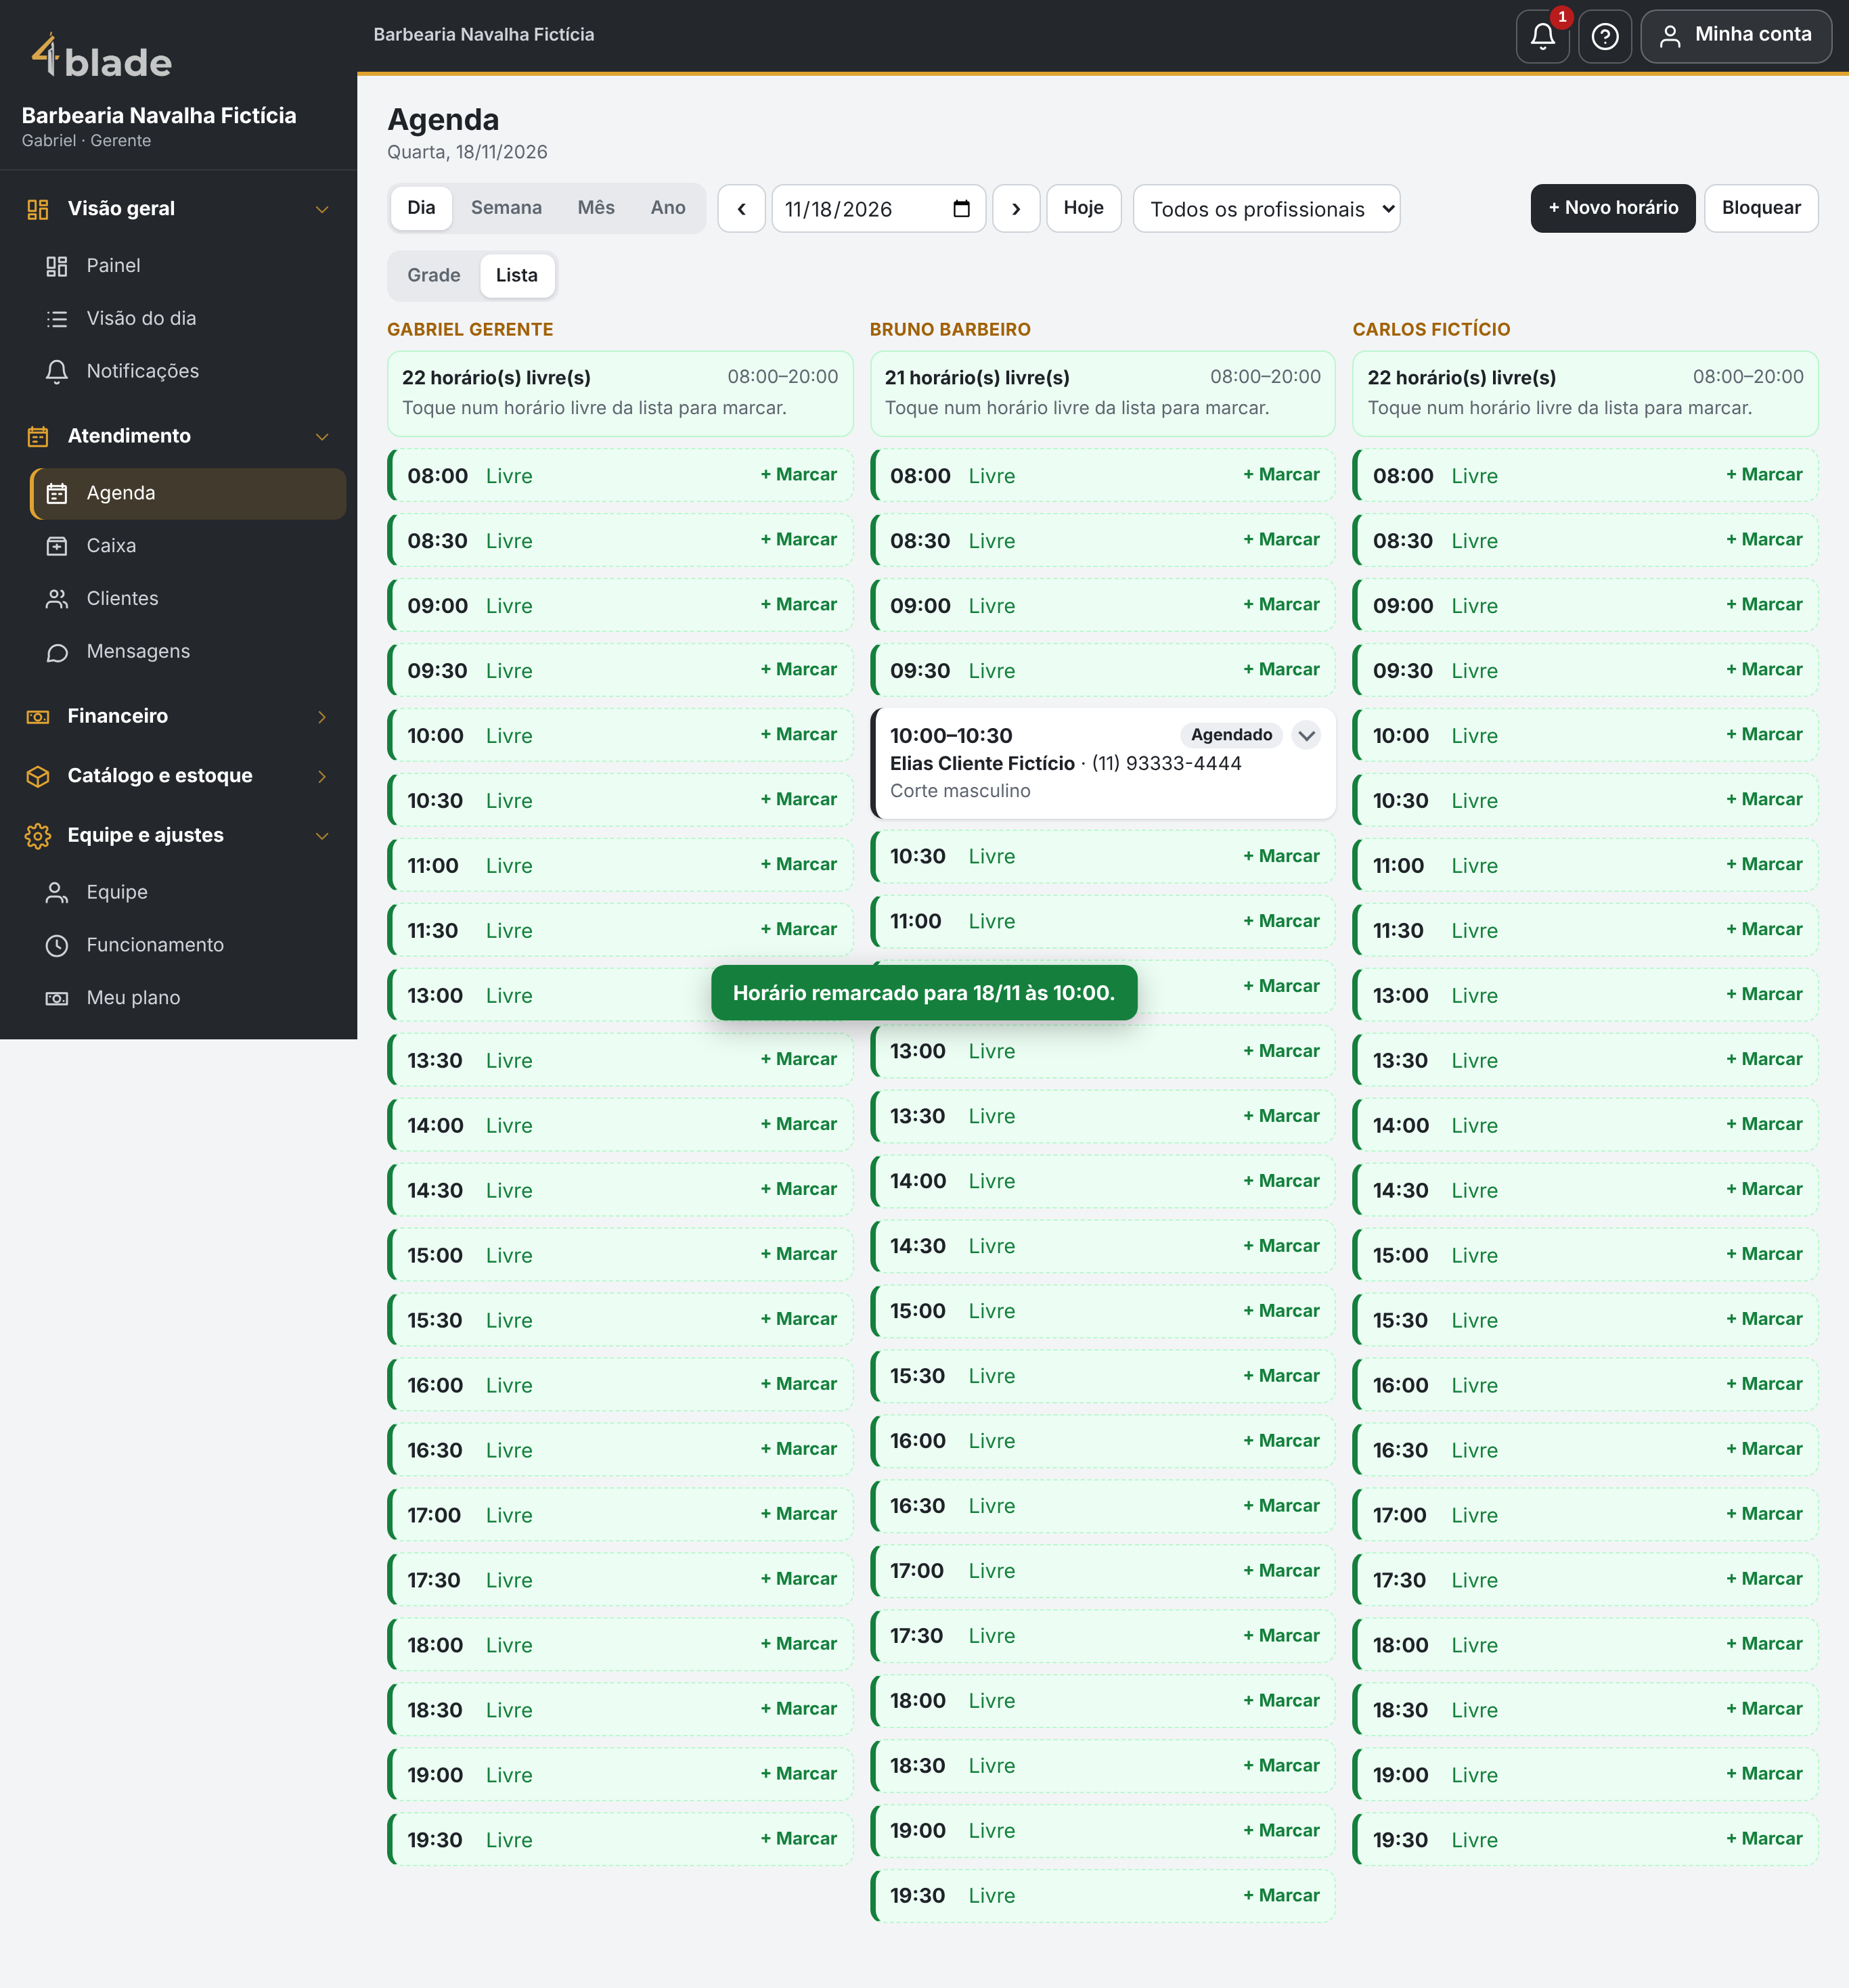 4blade
Barbearia Navalha Fictícia
Gabriel · Gerente
Visão geral
Painel
Visão do dia
Notificações
Atendimento
Agenda
Caixa
Clientes
Mensagens
Financeiro
Catálogo e estoque
Equipe e ajustes
Equipe
Funcionamento
Meu plano
Barbearia Navalha Fictícia
1
Minha conta
Agenda
Quarta, 18/11/2026
Dia Semana Mês Ano ‹ 11/18/2026 › Hoje Todos os profissionais + Novo horário Bloquear
Grade Lista
GABRIEL GERENTE
22 horário(s) livre(s) 08:00–20:00
Toque num horário livre da lista para marcar.
08:00 Livre + Marcar
08:30 Livre + Marcar
09:00 Livre + Marcar
09:30 Livre + Marcar
10:00 Livre + Marcar
10:30 Livre + Marcar
11:00 Livre + Marcar
11:30 Livre + Marcar
13:00 Livre
13:30 Livre + Marcar
14:00 Livre + Marcar
14:30 Livre + Marcar
15:00 Livre + Marcar
15:30 Livre + Marcar
16:00 Livre + Marcar
16:30 Livre + Marcar
17:00 Livre + Marcar
17:30 Livre + Marcar
18:00 Livre + Marcar
18:30 Livre + Marcar
19:00 Livre + Marcar
19:30 Livre + Marcar
BRUNO BARBEIRO
21 horário(s) livre(s) 08:00–20:00
Toque num horário livre da lista para marcar.
08:00 Livre + Marcar
08:30 Livre + Marcar
09:00 Livre + Marcar
09:30 Livre + Marcar
10:00–10:30 Agendado
Elias Cliente Fictício · (11) 93333-4444
Corte masculino
10:30 Livre + Marcar
11:00 Livre + Marcar
+ Marcar
Horário remarcado para 18/11 às 10:00.
13:00 Livre + Marcar
13:30 Livre + Marcar
14:00 Livre + Marcar
14:30 Livre + Marcar
15:00 Livre + Marcar
15:30 Livre + Marcar
16:00 Livre + Marcar
16:30 Livre + Marcar
17:00 Livre + Marcar
17:30 Livre + Marcar
18:00 Livre + Marcar
18:30 Livre + Marcar
19:00 Livre + Marcar
19:30 Livre + Marcar
CARLOS FICTÍCIO
22 horário(s) livre(s) 08:00–20:00
Toque num horário livre da lista para marcar.
08:00 Livre + Marcar
08:30 Livre + Marcar
09:00 Livre + Marcar
09:30 Livre + Marcar
10:00 Livre + Marcar
10:30 Livre + Marcar
11:00 Livre + Marcar
11:30 Livre + Marcar
13:00 Livre + Marcar
13:30 Livre + Marcar
14:00 Livre + Marcar
14:30 Livre + Marcar
15:00 Livre + Marcar
15:30 Livre + Marcar
16:00 Livre + Marcar
16:30 Livre + Marcar
17:00 Livre + Marcar
17:30 Livre + Marcar
18:00 Livre + Marcar
18:30 Livre + Marcar
19:00 Livre + Marcar
19:30 Livre + Marcar